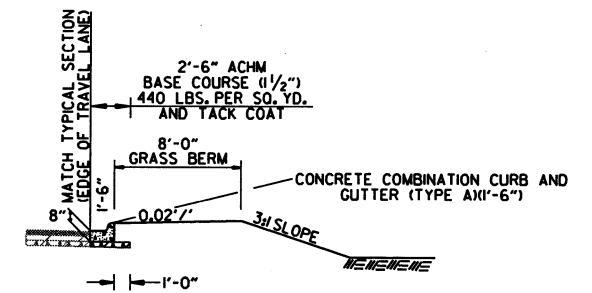 MATCH TYPICAL SECTION
(EDGE OF TRAVEL LANE)
2'-6" ACHM
BASE COURSE (1 1/2")
440 LBS. PER SQ. YD.
AND TACK COAT
8'-0"
GRASS BERM
1'-6"
CONCRETE COMBINATION CURB AND
GUTTER (TYPE A)(1'-6")
8"
0.02'/'
3:1 SLOPE
1'-0"